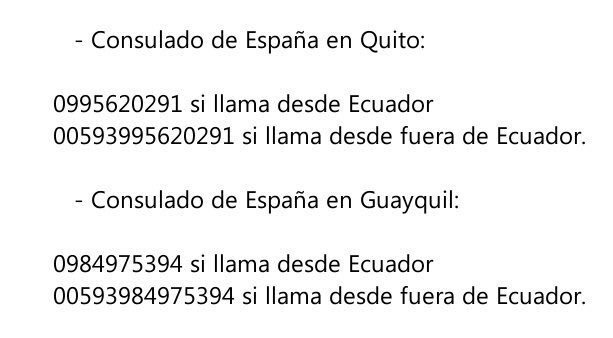 - Consulado de España en Quito:
0995620291 si llama desde Ecuador
00593995620291 si llama desde fuera de Ecuador.
- Consulado de España en Guayquil:
0984975394 si llama desde Ecuador
00593984975394 si llama desde fuera de Ecuador.